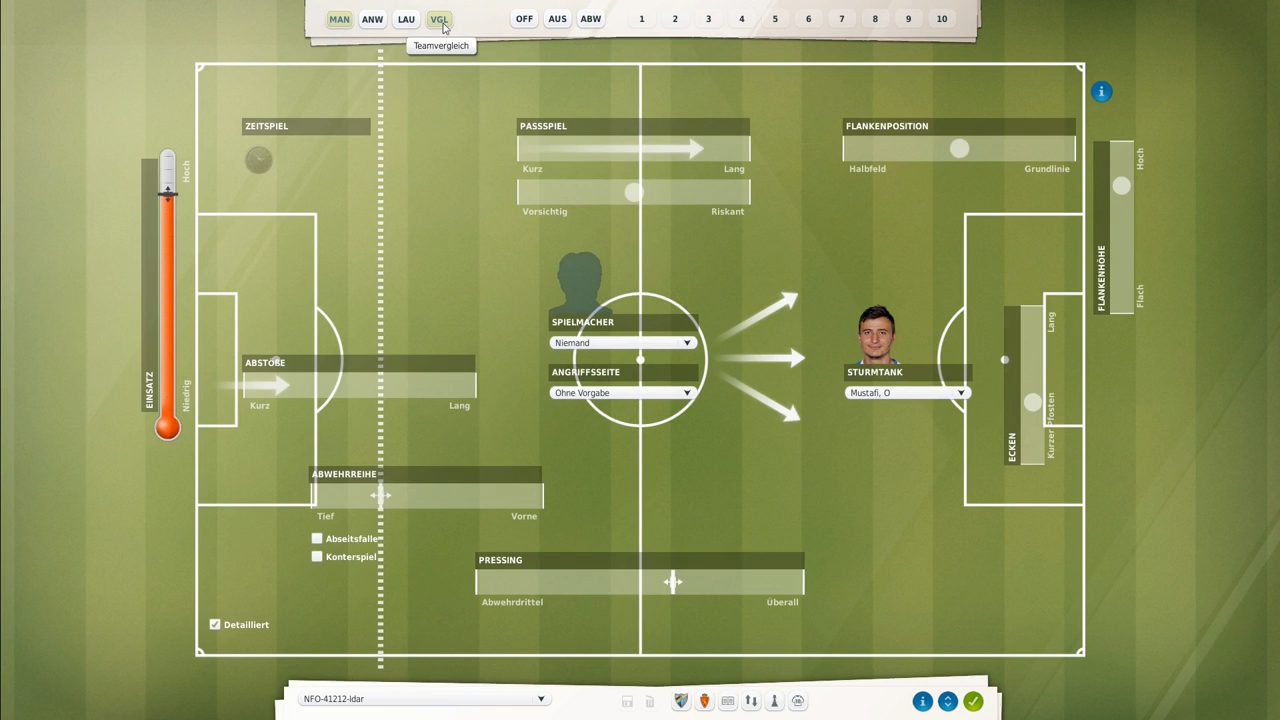 MAN ANW LAU VGL OFF AUS ABW 1 2 3 4 5 6 7 8 9 10
Teamvergleich
ZEITSPIEL
PASSSPIEL
Kurz Lang
Vorsichtig Riskant
FLANKENPOSITION
Halbfeld Grundlinie
EINSATZ
Hoch
Niedrig
FLANKENHÖHE
Hoch
Flach
SPIELMACHER
Niemand
ANGRIFFSSEITE
Ohne Vorgabe
STURMTANK
Mustafi, O
ECKEN
Lang
Kurzer Pfosten
ABSTÖßE
Kurz Lang
ABWEHRREIHE
Tief Vorne
Abseitsfalle
Konterspiel
PRESSING
Abwehrdrittel Überall
Detailliert
NFO-41212-Idar